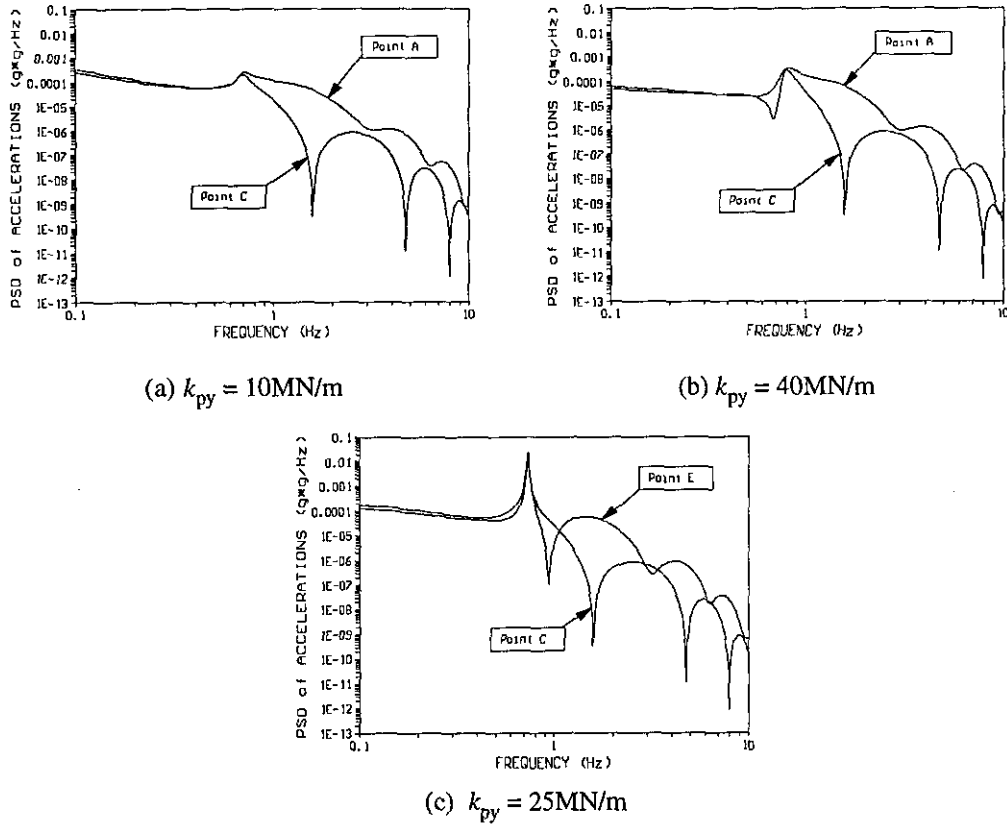 PSD of ACCELERATIONS (g*g/Hz)
0.1
0.01
0.001
0.0001
1E-05
1E-06
1E-07
1E-08
1E-09
1E-10
1E-11
1E-12
1E-13
Point A
Point C
0.1
1
10
FREQUENCY (Hz)
(a) kpy = 10MN/m
PSD of ACCELERATIONS (g*g/Hz)
0.1
0.01
0.001
0.0001
1E-05
1E-06
1E-07
1E-08
1E-09
1E-10
1E-11
1E-12
1E-13
Point A
Point C
0.1
1
10
FREQUENCY (Hz)
(b) kpy = 40MN/m
PSD of ACCELERATIONS (g*g/Hz)
0.1
0.01
0.001
0.0001
1E-05
1E-06
1E-07
1E-08
1E-09
1E-10
1E-11
1E-12
1E-13
Point E
Point C
0.1
1
10
FREQUENCY (Hz)
(c) kpy = 25MN/m